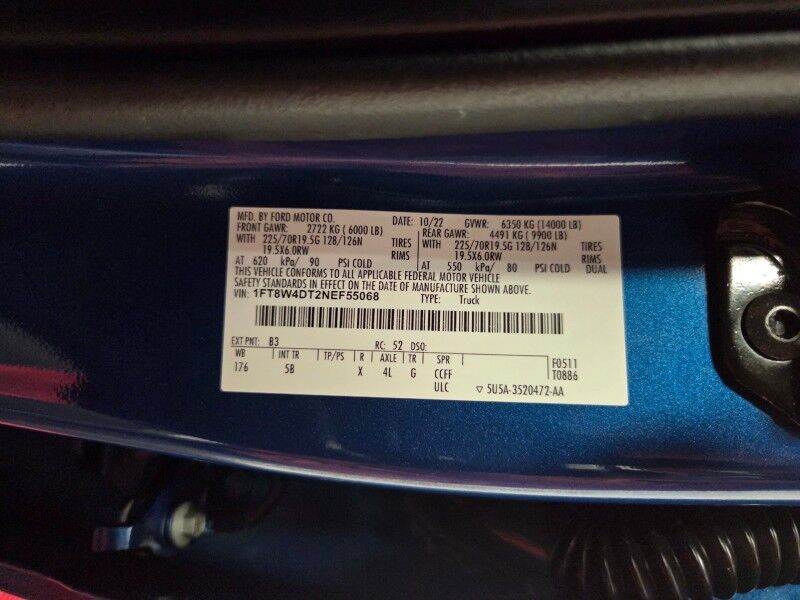 MFD. BY FORD MOTOR CO. DATE: 10/22 GVWR: 6350 KG (14000 LB)
FRONT GAWR: 2722 KG ( 6000 LB) REAR GAWR: 4491 KG ( 9900 LB)
WITH 225/70R19.5G 128/126N TIRES WITH 225/70R19.5G 128/126N TIRES
19.5X6.0RW RIMS 19.5X6.0RW RIMS
AT 620 kPa/ 90 PSI COLD AT 550 kPa/ 80 PSI COLD DUAL
THIS VEHICLE CONFORMS TO ALL APPLICABLE FEDERAL MOTOR VEHICLE
SAFETY STANDARDS IN EFFECT ON THE DATE OF MANUFACTURE SHOWN ABOVE.
VIN: 1FT8W4DT2NEF55068 TYPE: Truck
EXT PNT: B3 RC: 52 DSO:
WB INT TR TP/PS R AXLE TR SPR F0511
176 5B X 4L G CCFF T0886
ULC ▽ 5U5A-3520472-AA